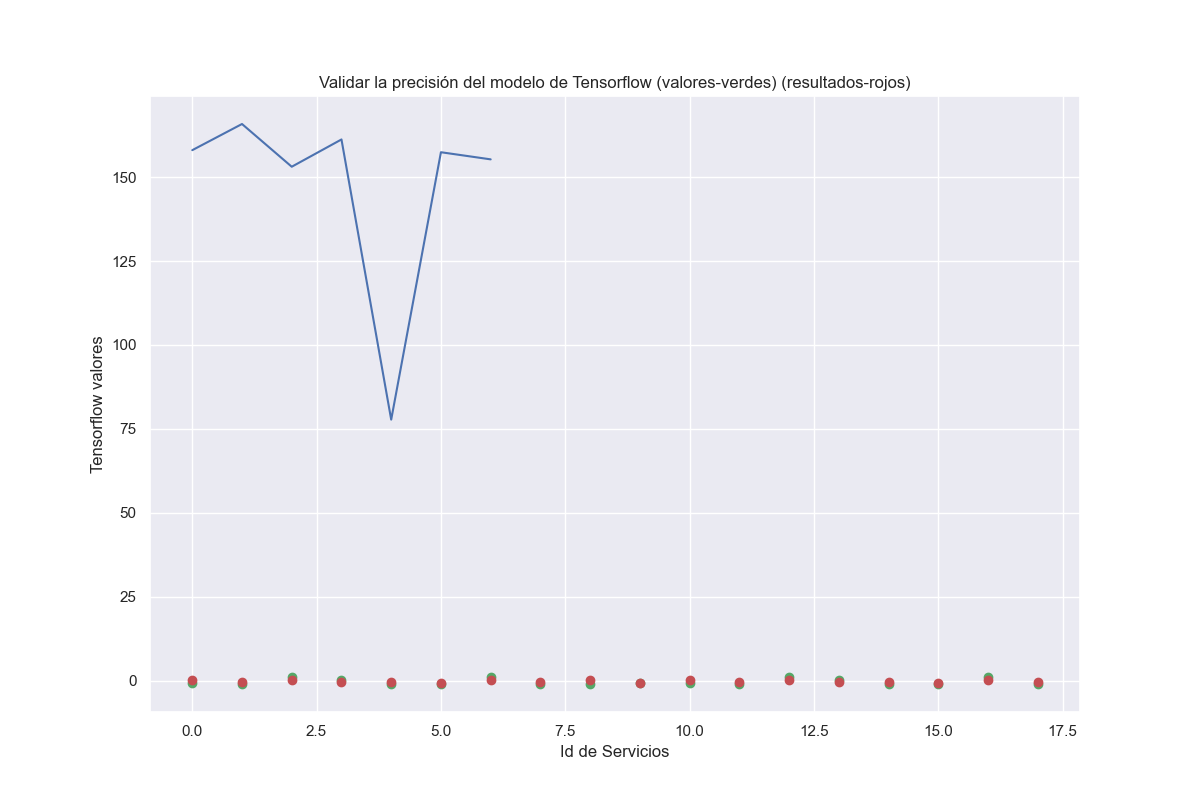 Validar la precisión del modelo de Tensorflow (valores-verdes) (resultados-rojos)
150
125
100
75
50
25
0
Tensorflow valores
0.0 2.5 5.0 7.5 10.0 12.5 15.0 17.5
Id de Servicios